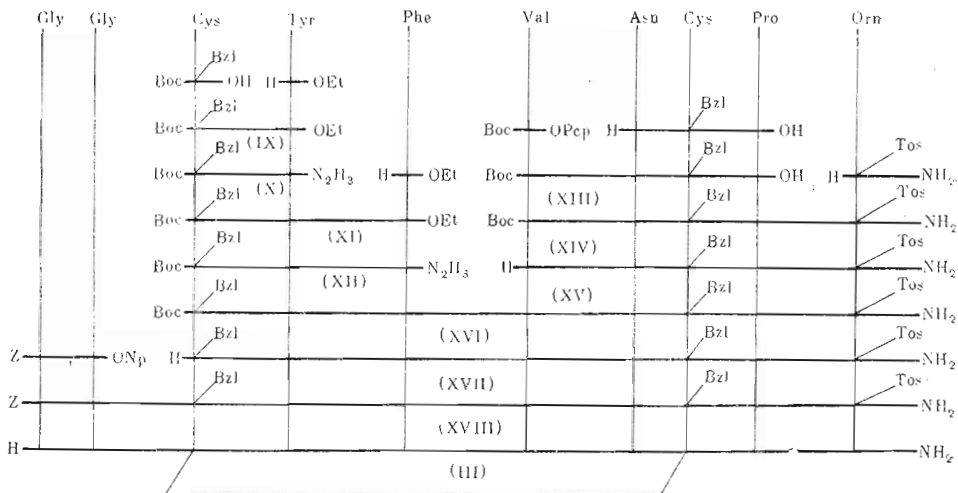 Gly Gly Cys Tyr Phe Val Asn Cys Pro Orn
Bzl
Boc OH H OEt
Bzl Bzl
Boc OEt Boc OPcp H OH
(IX)
Bzl Bzl Tos
Boc N2H3 H OEt Boc OH H NH2
(X) (XIII)
Bzl Bzl Tos
Boc OEt Boc NH2
(XI) (XIV)
Bzl Bzl Tos
Boc N2H3 H NH2
(XII) (XV)
Bzl Bzl Tos
Boc NH2
(XVI)
Bzl Bzl Tos
Z ONp H NH2
(XVII)
Bzl Bzl Tos
Z NH2
(XVIII)
H NH2
(III)